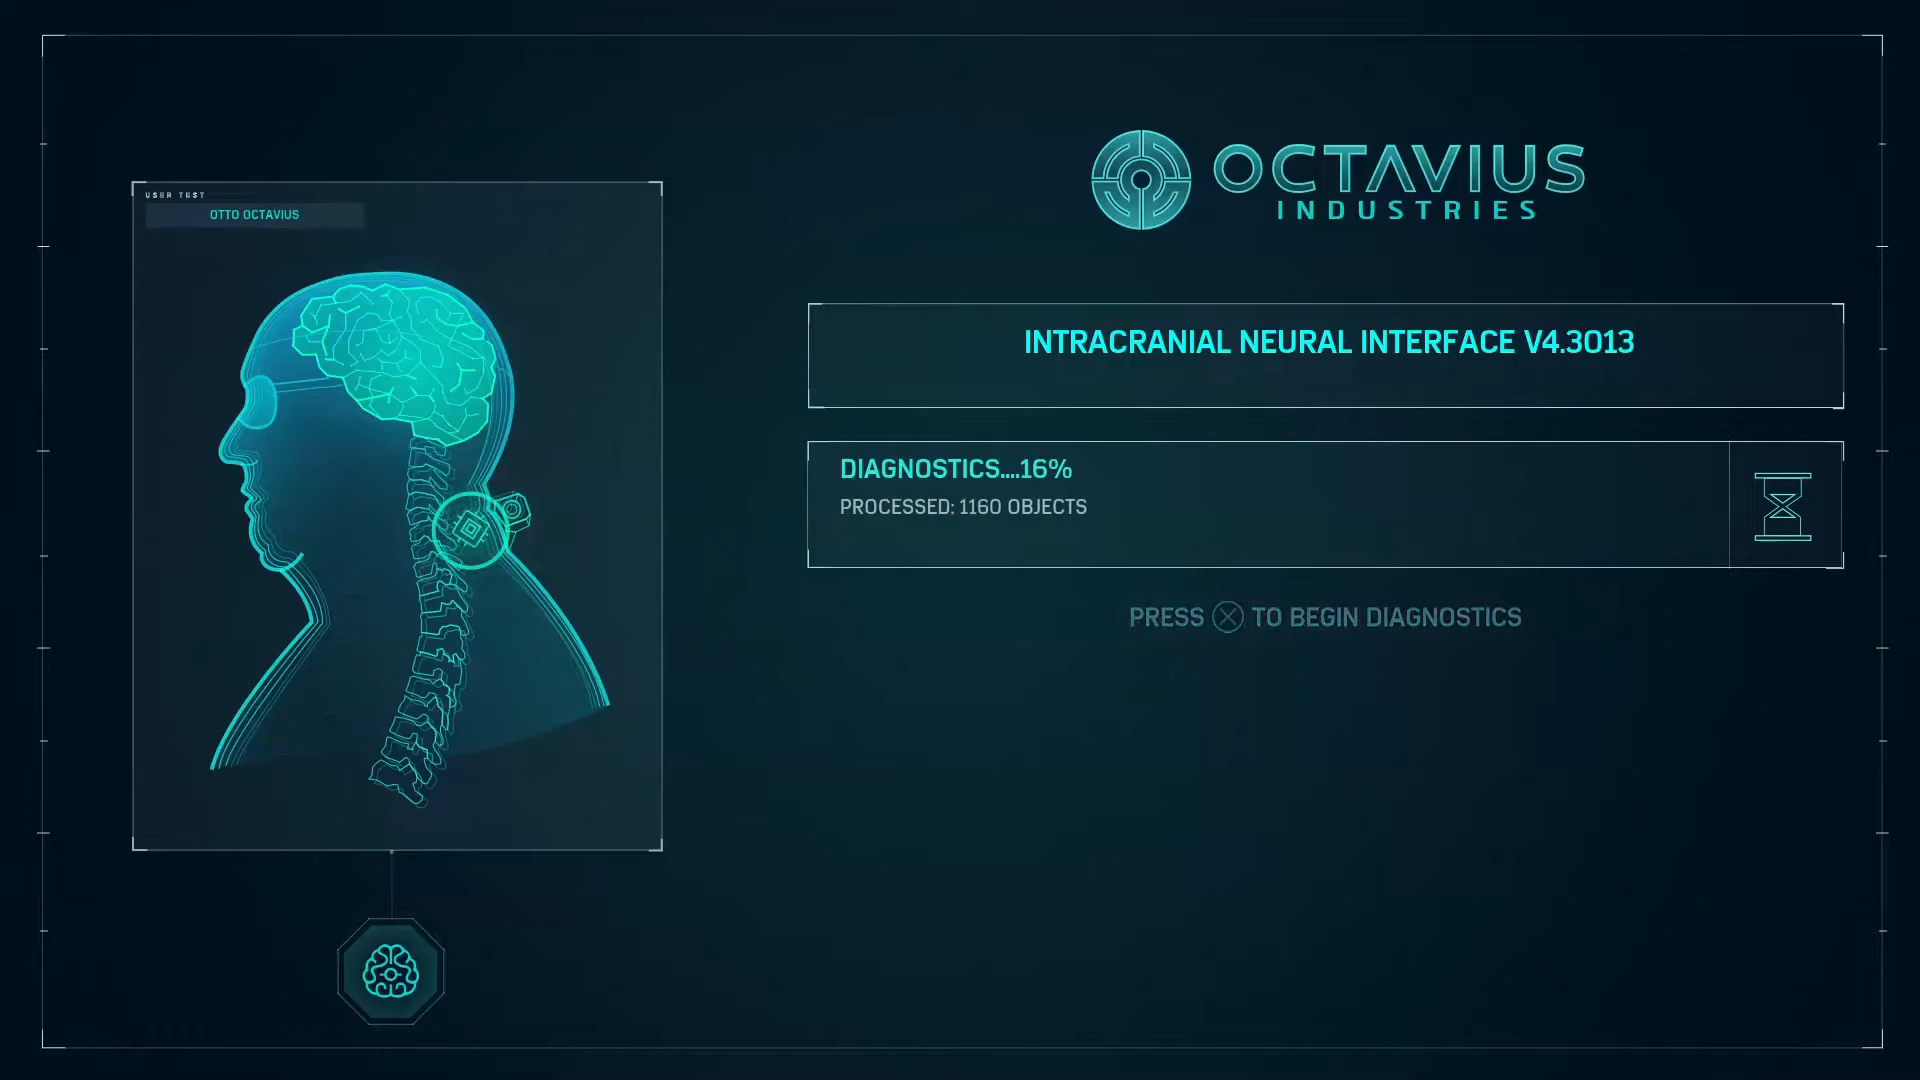 USER TEST
OTTO OCTAVIUS
OCTAVIUS
INDUSTRIES
INTRACRANIAL NEURAL INTERFACE V4.3013
DIAGNOSTICS....16%
PROCESSED: 1160 OBJECTS
PRESS ⓧ TO BEGIN DIAGNOSTICS